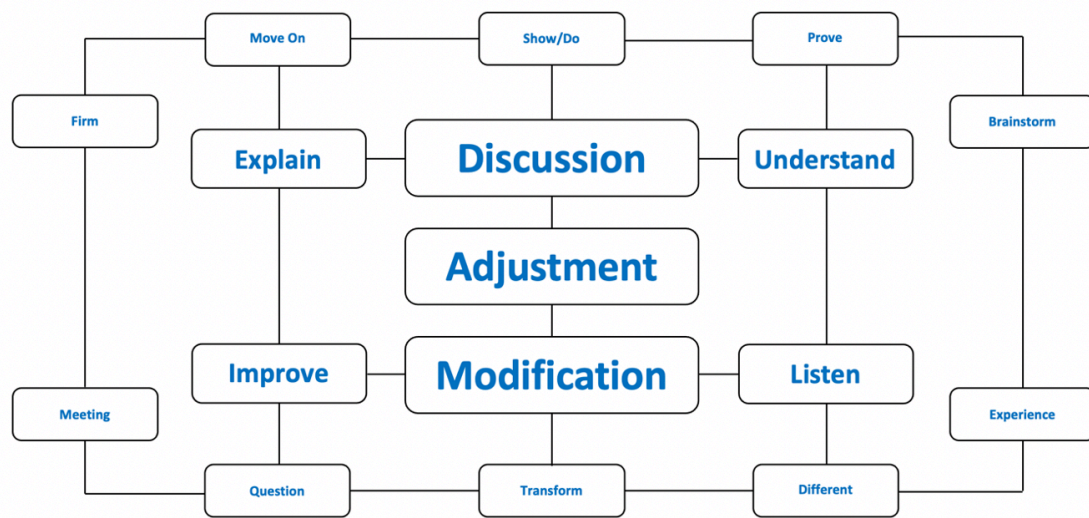 Move On
Show/Do
Prove
Firm
Brainstorm
Explain
Discussion
Understand
Adjustment
Improve
Modification
Listen
Meeting
Experience
Question
Transform
Different